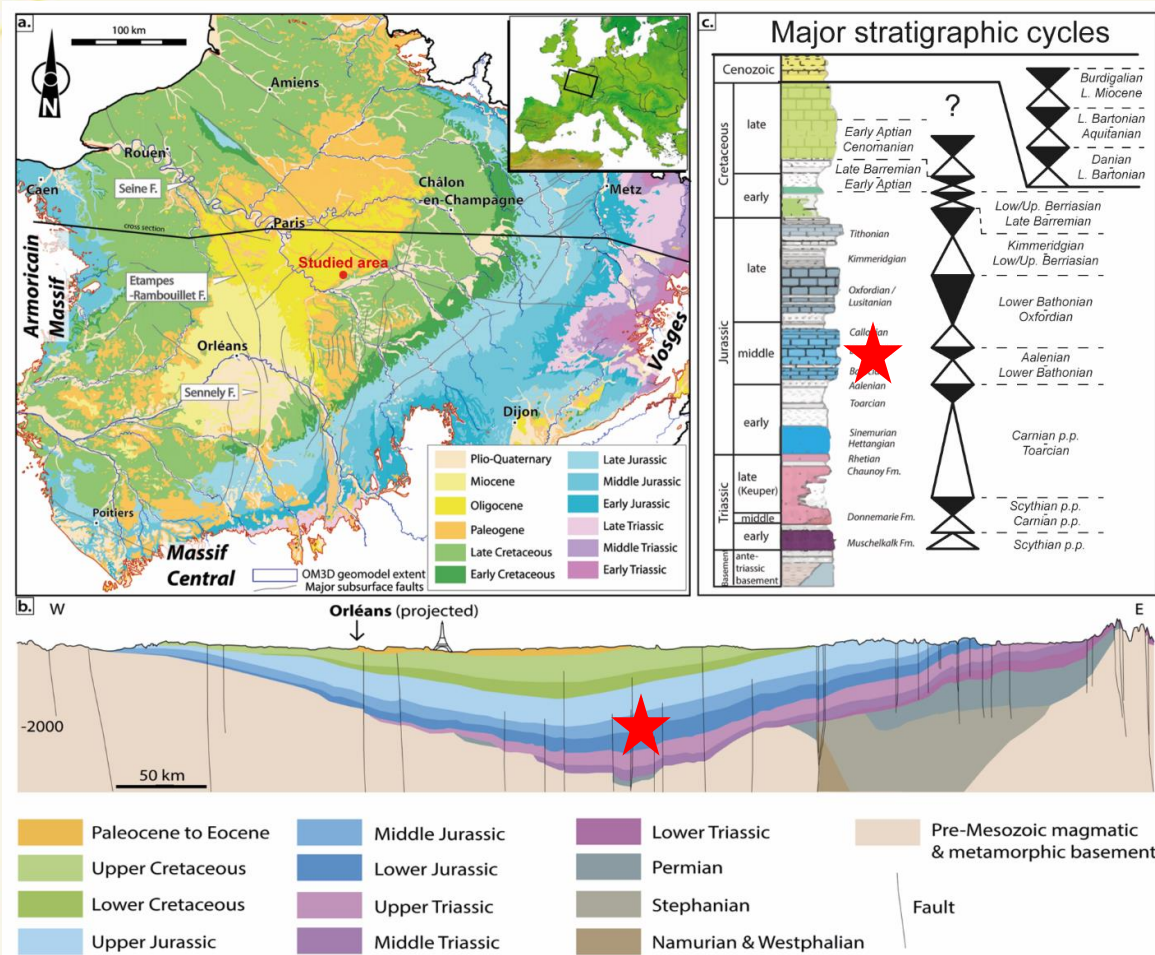 a.
100 km
N
Amiens
Rouen
Seine F.
Caen
Châlon
-en-Champagne
Metz
cross section
Paris
Studied area
Etampes
-Rambouillet F.
Armoricain
Massif
Orléans
Sennely F.
Vosges
Dijon
Poitiers
Massif
Central
Plio-Quaternary
Miocene
Oligocene
Paleogene
Late Cretaceous
Early Cretaceous
Late Jurassic
Middle Jurassic
Early Jurassic
Late Triassic
Middle Triassic
Early Triassic
OM3D geomodel extent
Major subsurface faults
c.
Major stratigraphic cycles
Cenozoic
Cretaceous
late
early
Jurassic
late
middle
early
Triassic
late
(Keuper)
middle
early
Basement
ante-
triassic
basement
Tithonian
Kimmeridgian
Oxfordian /
Lusitanian
Aalenian
Toarcian
Sinemurian
Hettangian
Rhetian
Chaunoy Fm.
Donnemarie Fm.
Muschelkalk Fm.
?
Burdigalian
L. Miocene
L. Bartonian
Aquitanian
Danian
L. Bartonian
Early Aptian
Cenomanian
Late Barremian
Early Aptian
Low/Up. Berriasian
Late Barremian
Kimmeridgian
Low/Up. Berriasian
Lower Bathonian
Oxfordian
Aalenian
Lower Bathonian
Carnian p.p.
Toarcian
Scythian p.p.
Carnian p.p.
Scythian p.p.
b.
W
Orléans (projected)
E
-2000
50 km
Paleocene to Eocene
Upper Cretaceous
Lower Cretaceous
Upper Jurassic
Middle Jurassic
Lower Jurassic
Upper Triassic
Middle Triassic
Lower Triassic
Permian
Stephanian
Namurian & Westphalian
Pre-Mesozoic magmatic
& metamorphic basement
Fault